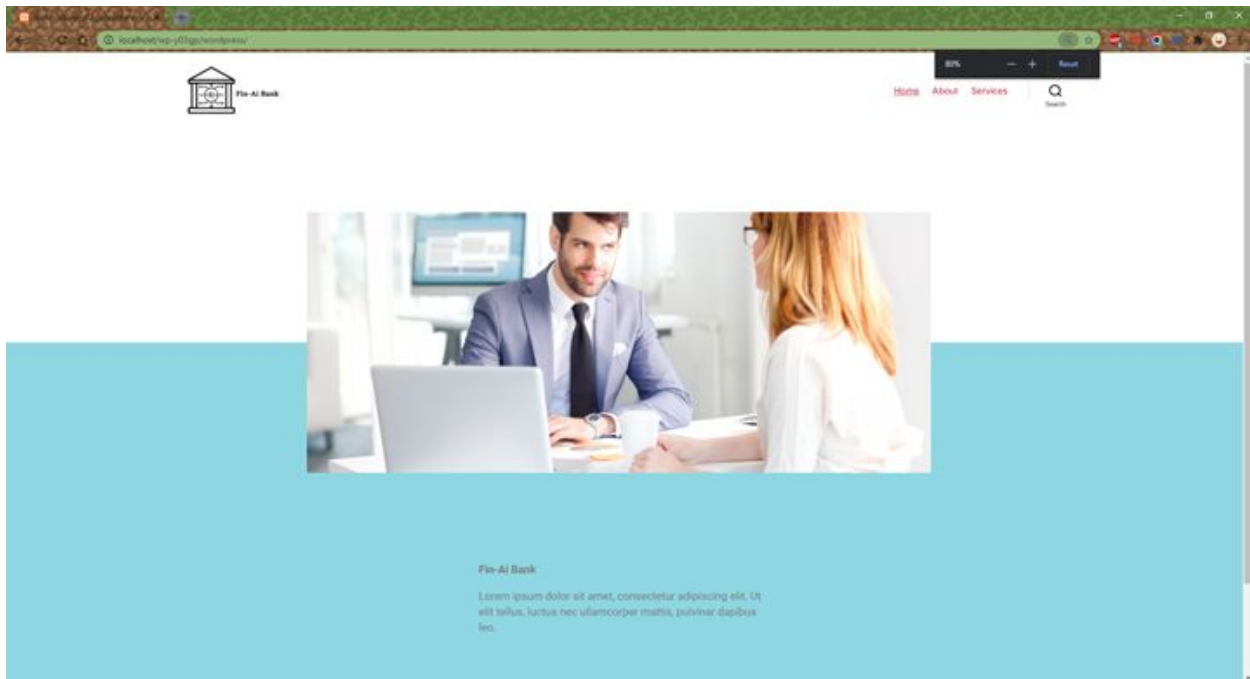 localhost/wp-y03gp/wordpress/
80%
Reset
Fin-Ai Bank
Home About Services
Search
Fin-Ai Bank
Lorem ipsum dolor sit amet, consectetur adipiscing elit. Ut
elit tellus, luctus nec ullamcorper mattis, pulvinar dapibus
leo.